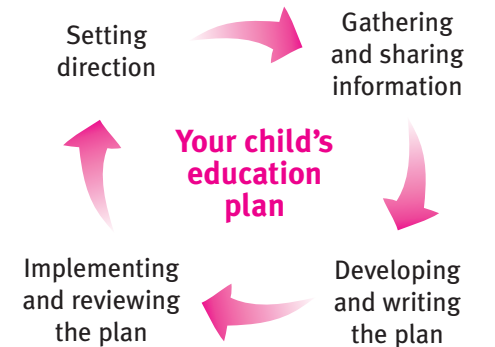 Setting
direction
Gathering
and sharing
information
Your child's
education
plan
Implementing
and reviewing
the plan
Developing
and writing
the plan